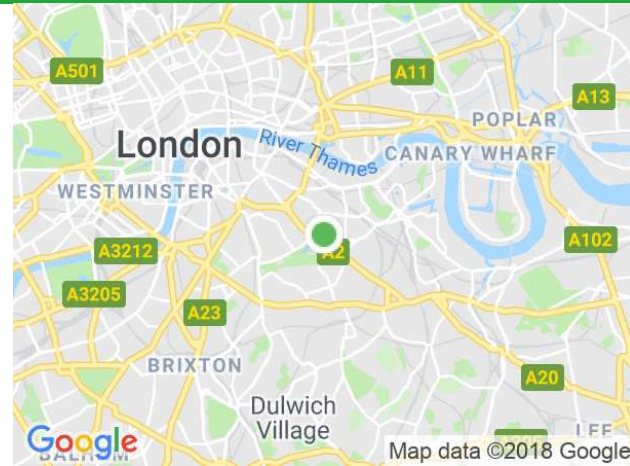 A501
A11
A13
POPLAR
London
River Thames
CANARY WHARF
WESTMINSTER
A3212
A2
A102
A3205
A23
BRIXTON
A20
Dulwich
Village
LEE
Google
Map data ©2018 Google